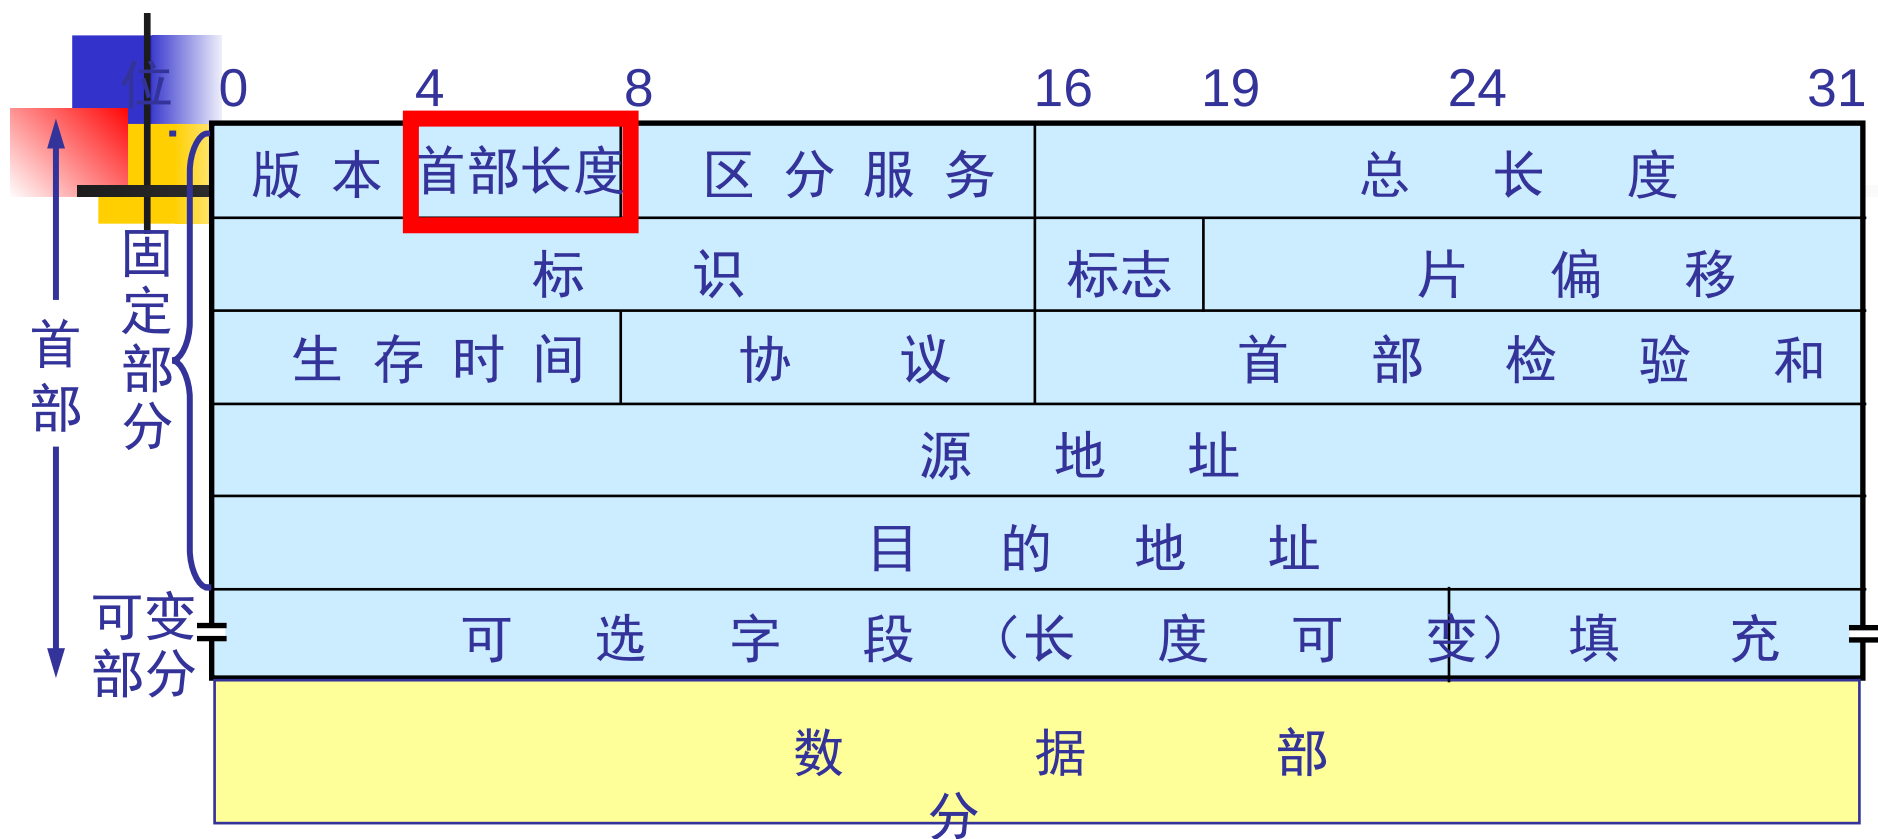 位 0 4 8 16 19 24 31
版本 首部长度 区分服务 总长度
标识 标志 片偏移
生存时间 协议 首部检验和
源地址
目的地址
可选字段（长度可变） 填充
数据部
分
首
部
固
定
部
分
可变
部分